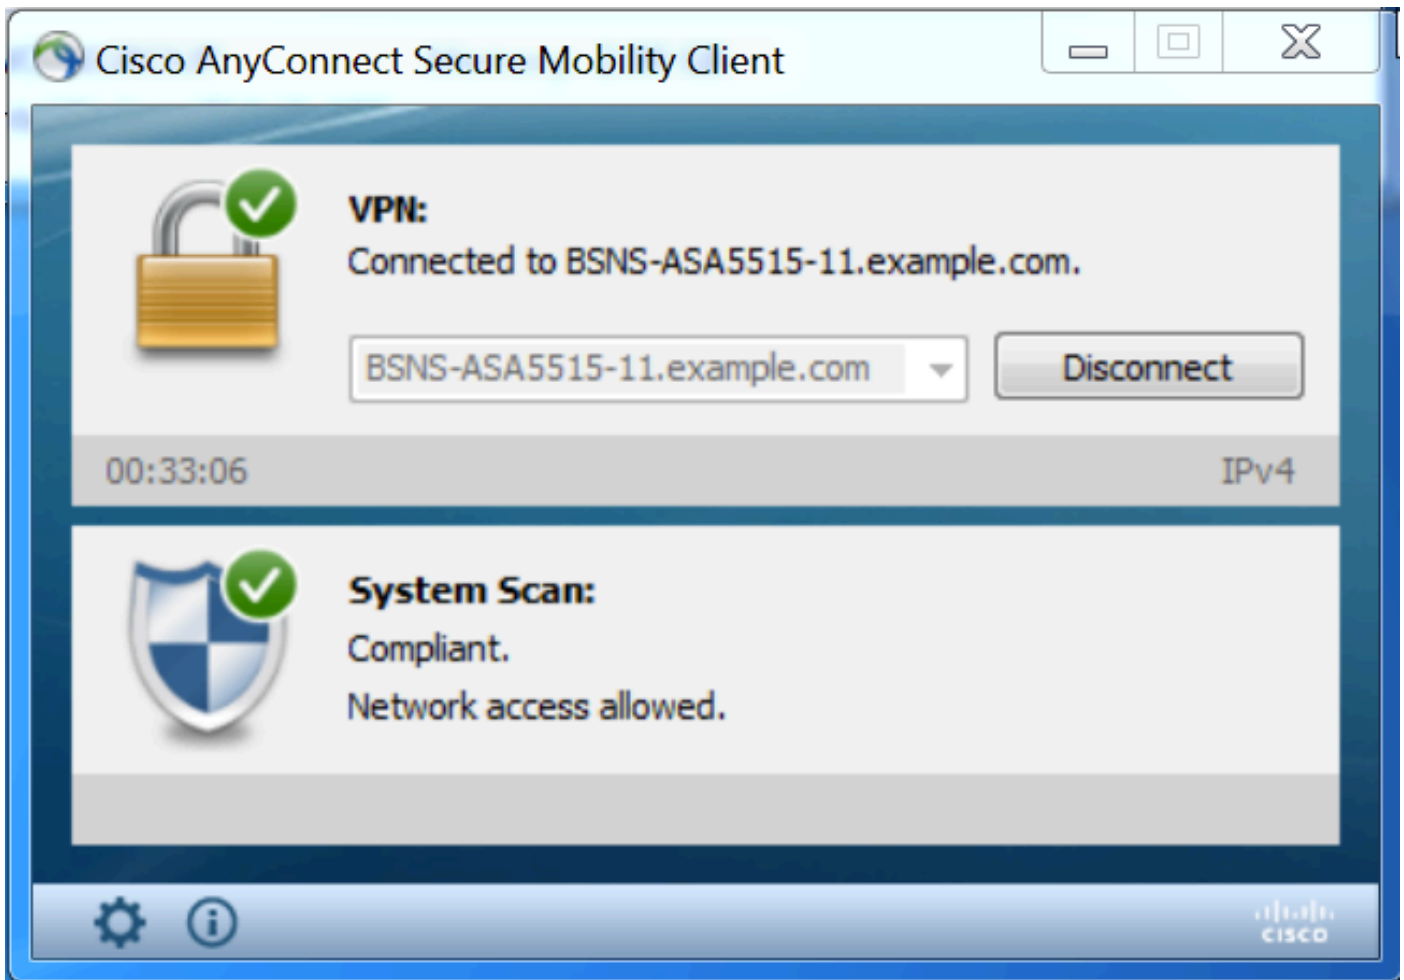 Cisco AnyConnect Secure Mobility Client
VPN:
Connected to BSNS-ASA5515-11.example.com.
BSNS-ASA5515-11.example.com
Disconnect
00:33:06
IPv4
System Scan:
Compliant.
Network access allowed.
CISCO